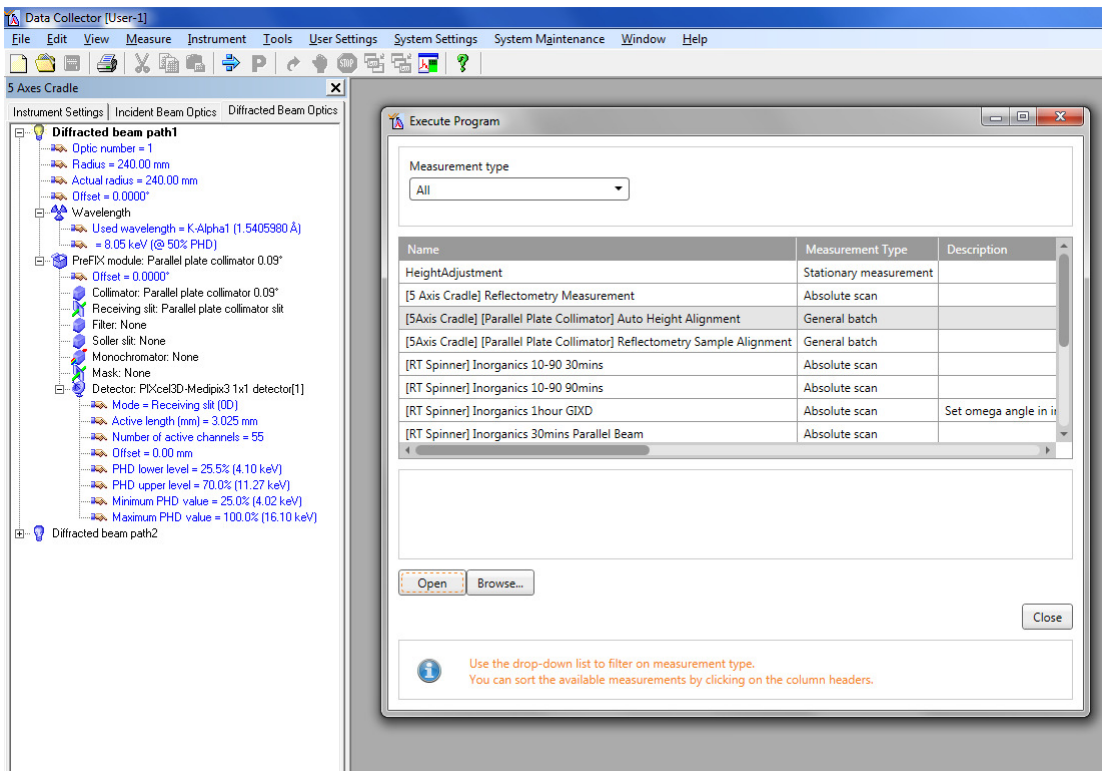 Data Collector [User-1]
File Edit View Measure Instrument Tools User Settings System Settings System Maintenance Window Help
STOP
5 Axes Cradle
Instrument Settings Incident Beam Optics Diffracted Beam Optics
Diffracted beam path1
Optic number = 1
Radius = 240.00 mm
Actual radius = 240.00 mm
Offset = 0.0000°
Wavelength
Used wavelength = K-Alpha1 (1.5405980 Å)
= 8.05 keV (@ 50% PHD)
PreFIX module: Parallel plate collimator 0.09°
Offset = 0.0000°
Collimator: Parallel plate collimator 0.09°
Receiving slit: Parallel plate collimator slit
Filter: None
Soller slit: None
Monochromator: None
Mask: None
Detector: PIXcel3D-Medipix3 1x1 detector[1]
Mode = Receiving slit (0D)
Active length (mm) = 3.025 mm
Number of active channels = 55
Offset = 0.00 mm
PHD lower level = 25.5% (4.10 keV)
PHD upper level = 70.0% (11.27 keV)
Minimum PHD value = 25.0% (4.02 keV)
Maximum PHD value = 100.0% (16.10 keV)
Diffracted beam path2
Execute Program
Measurement type
All
Name Measurement Type Description
HeightAdjustment Stationary measurement
[5 Axis Cradle] Reflectometry Measurement Absolute scan
[5Axis Cradle] [Parallel Plate Collimator] Auto Height Alignment General batch
[5Axis Cradle] [Parallel Plate Collimator] Reflectometry Sample Alignment General batch
[RT Spinner] Inorganics 10-90 30mins Absolute scan
[RT Spinner] Inorganics 10-90 90mins Absolute scan
[RT Spinner] Inorganics 1hour GIXD Absolute scan Set omega angle in
[RT Spinner] Inorganics 30mins Parallel Beam Absolute scan
Open Browse...
Close
Use the drop-down list to filter on measurement type.
You can sort the available measurements by clicking on the column headers.